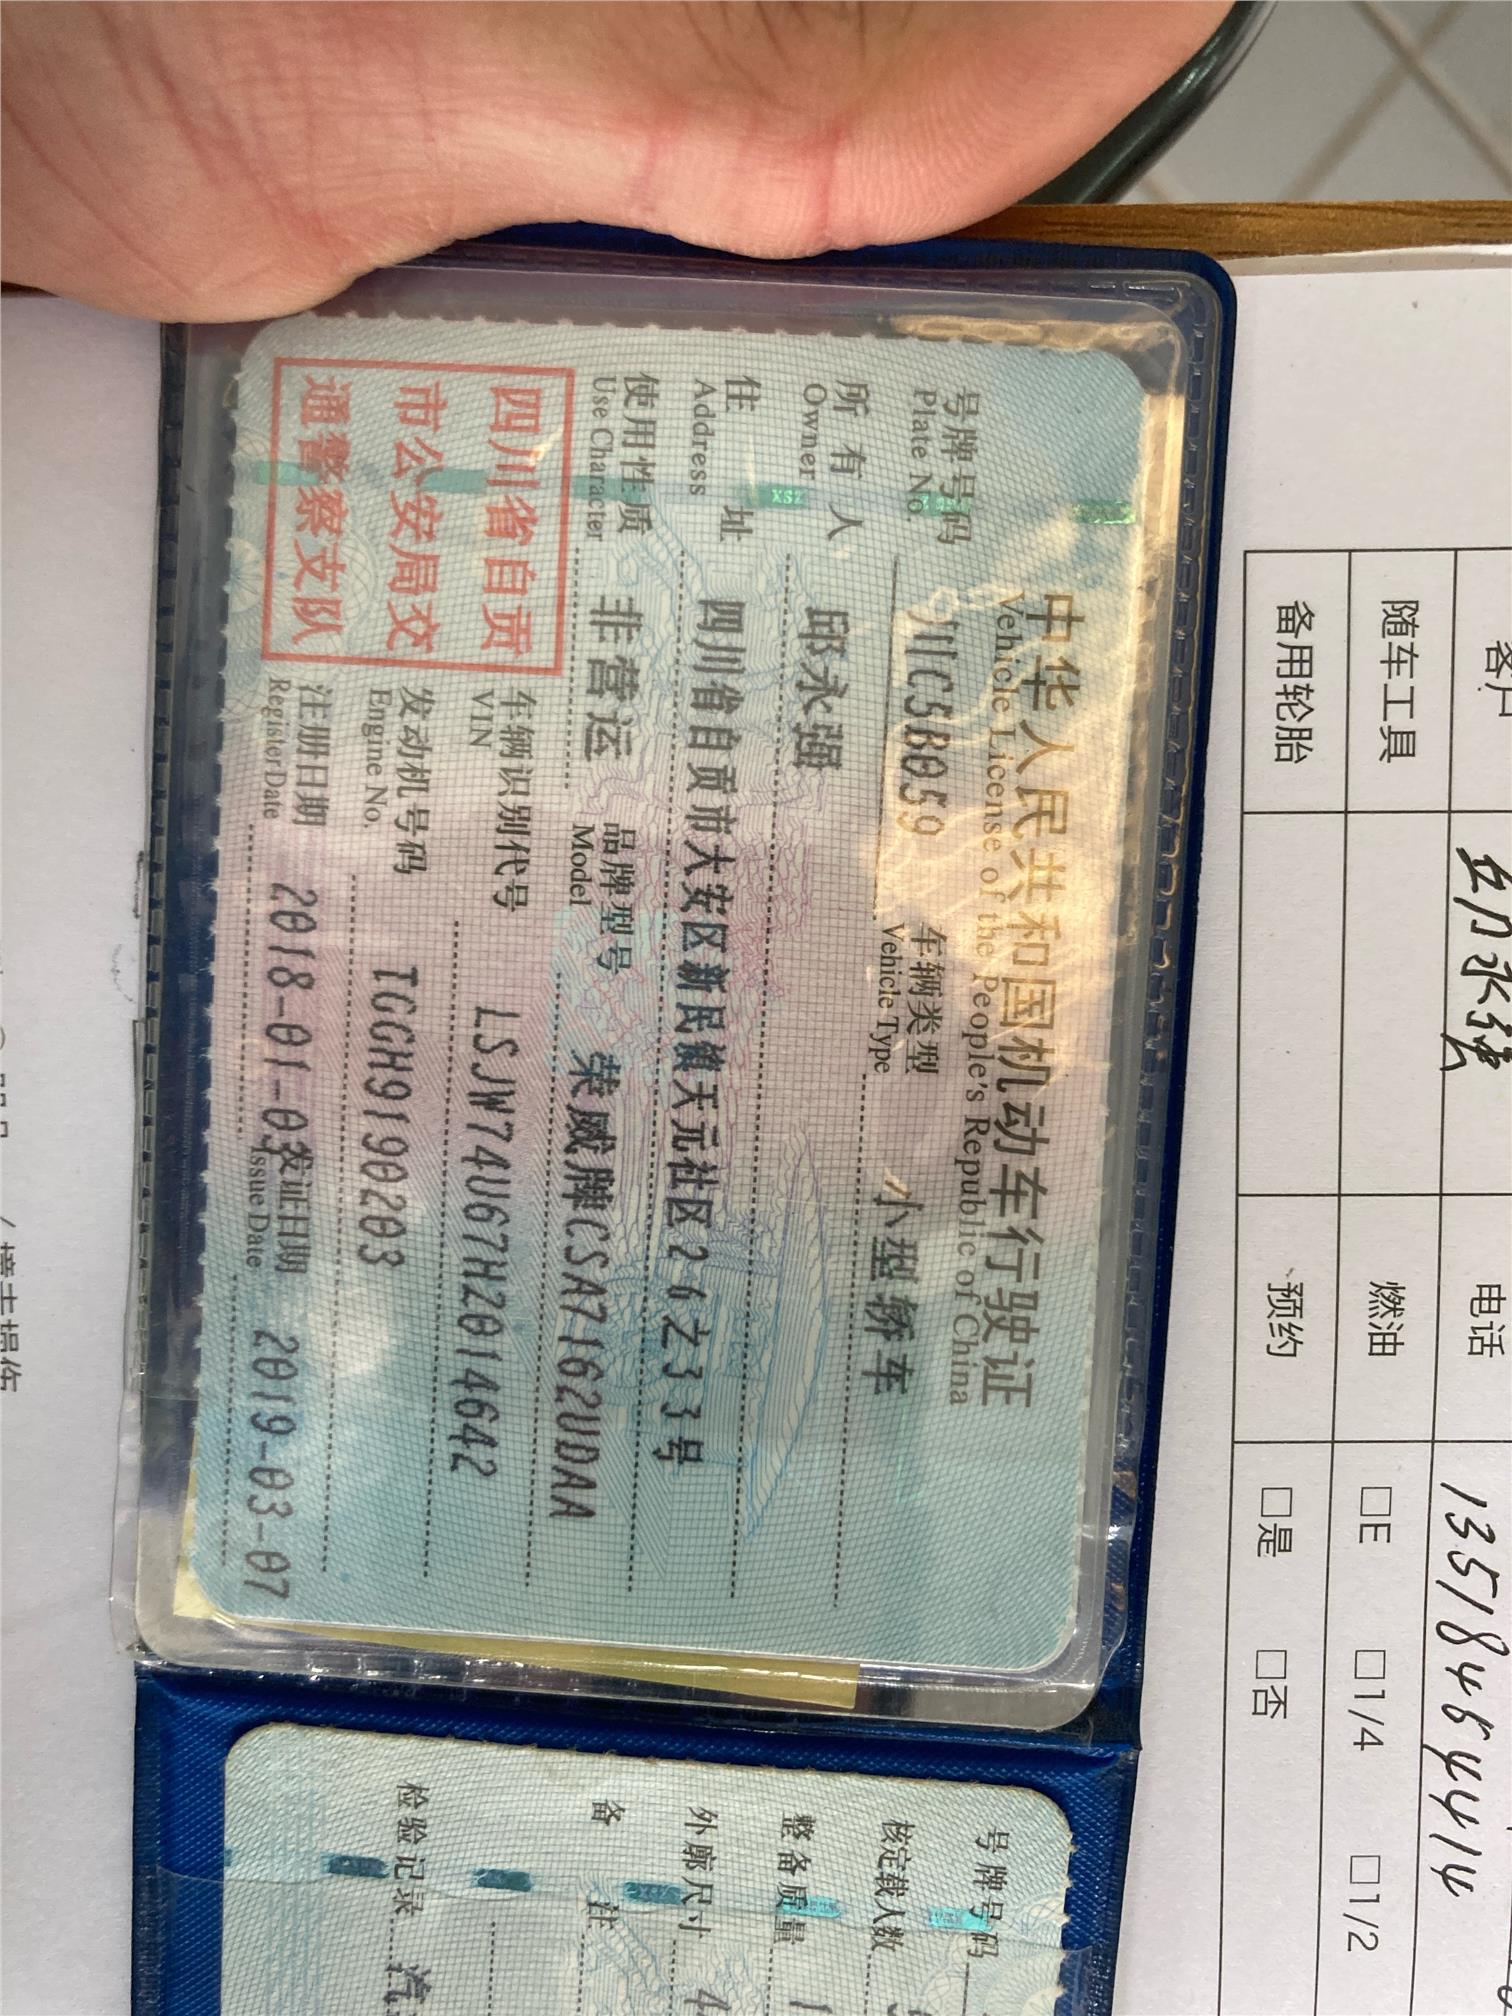 中华人民共和国机动车行驶证
Vehicle License of the People's Republic of China
号牌号码 川C5B059 车辆类型 小型轿车
Plate No. Vehicle Type
所有人 邱永强
Owner
住址 四川省自贡市大安区新民镇天元社区26之33号
Address
使用性质 非营运 品牌型号 荣威牌CSA7162UDAA
Use Character Model
四川省自贡
市公安局交
通警察支队
车辆识别代号 LSJW74U67HZ014642
VIN
发动机号码 TGGH9190203
Engine No.
注册日期 2018-01-03 发证日期 2019-03-07
Register Date Issue Date
号牌号码
核定载人数
整备质量
外廓尺寸
备注
检验记录
客户 邱永强 电话 13518484414
随车工具 燃油 □E □1/4 □1/2
备用轮胎 预约 □是 □否